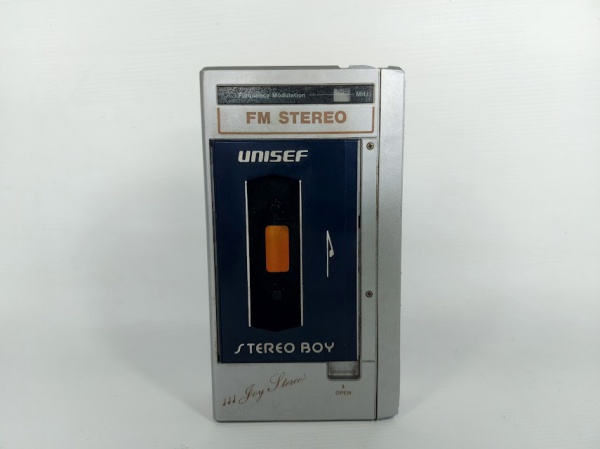 Frequency Modulation MHz
FM STEREO
UNISEF
STEREO BOY
Joy Stereo
OPEN